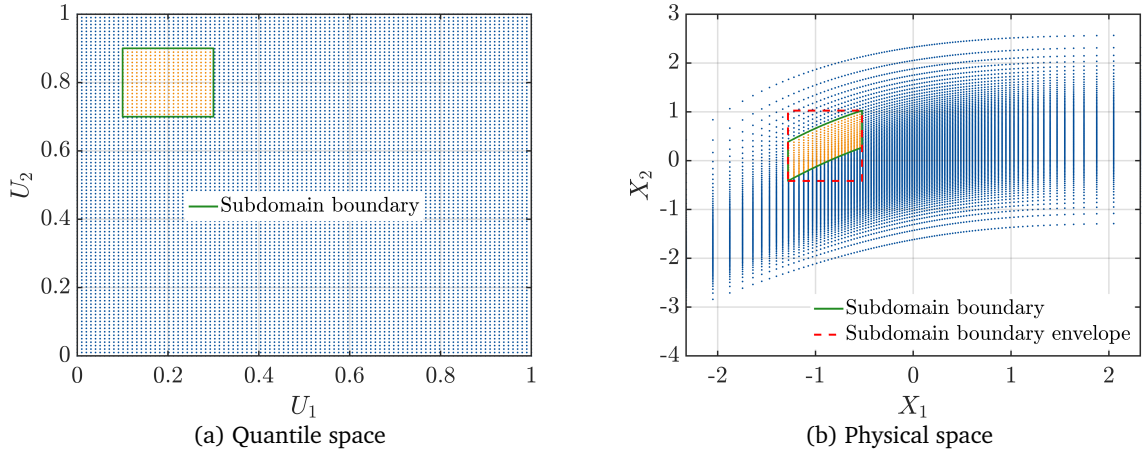 1
0.8
0.6
0.4
0.2
0
U2
Subdomain boundary
0
0.2
0.4
0.6
0.8
1
U1
(a) Quantile space
3
2
1
0
-1
-2
-3
-4
X2
Subdomain boundary
Subdomain boundary envelope
-2
-1
0
1
2
X1
(b) Physical space